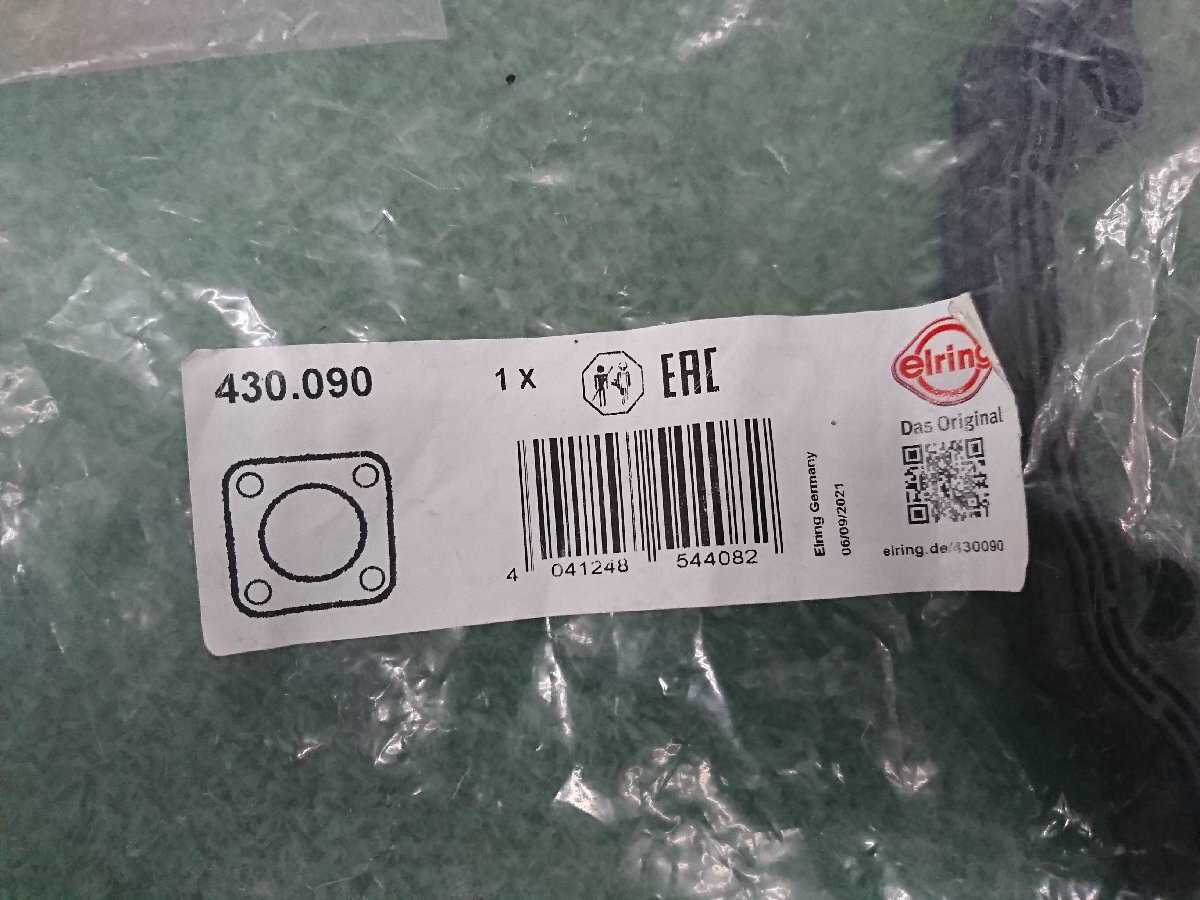 430.090
1 X
EAC
elring
Das Original
4 041248 544082
Elring Germany
06/09/2021
elring.de/430090